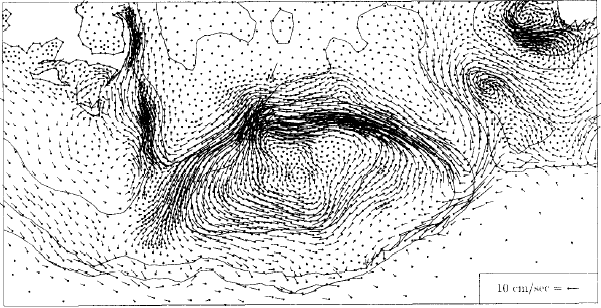 10 cm/sec = ←